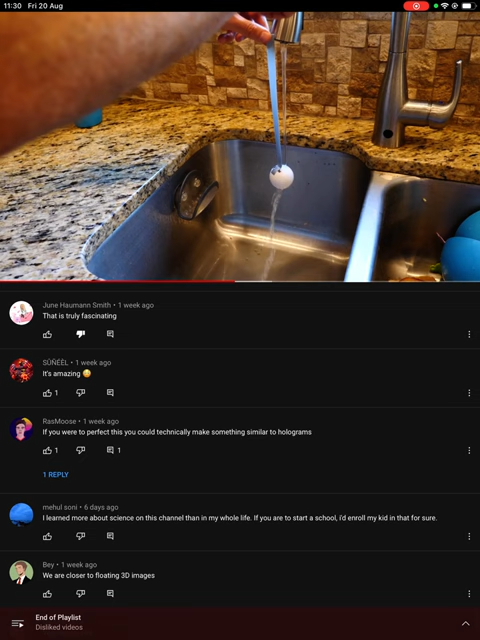 11:30 Fri 20 Aug
June Haumann Smith • 1 week ago
That is truly fascinating
SŪÑĖĖL • 1 week ago
It's amazing 😍
1
RasMoose • 1 week ago
If you were to perfect this you could technically make something similar to holograms
1 1
1 REPLY
mehul soni • 6 days ago
I learned more about science on this channel than in my whole life. If you are to start a school, i'd enroll my kid in that for sure.
Bey • 1 week ago
We are closer to floating 3D images
End of Playlist
Disliked videos